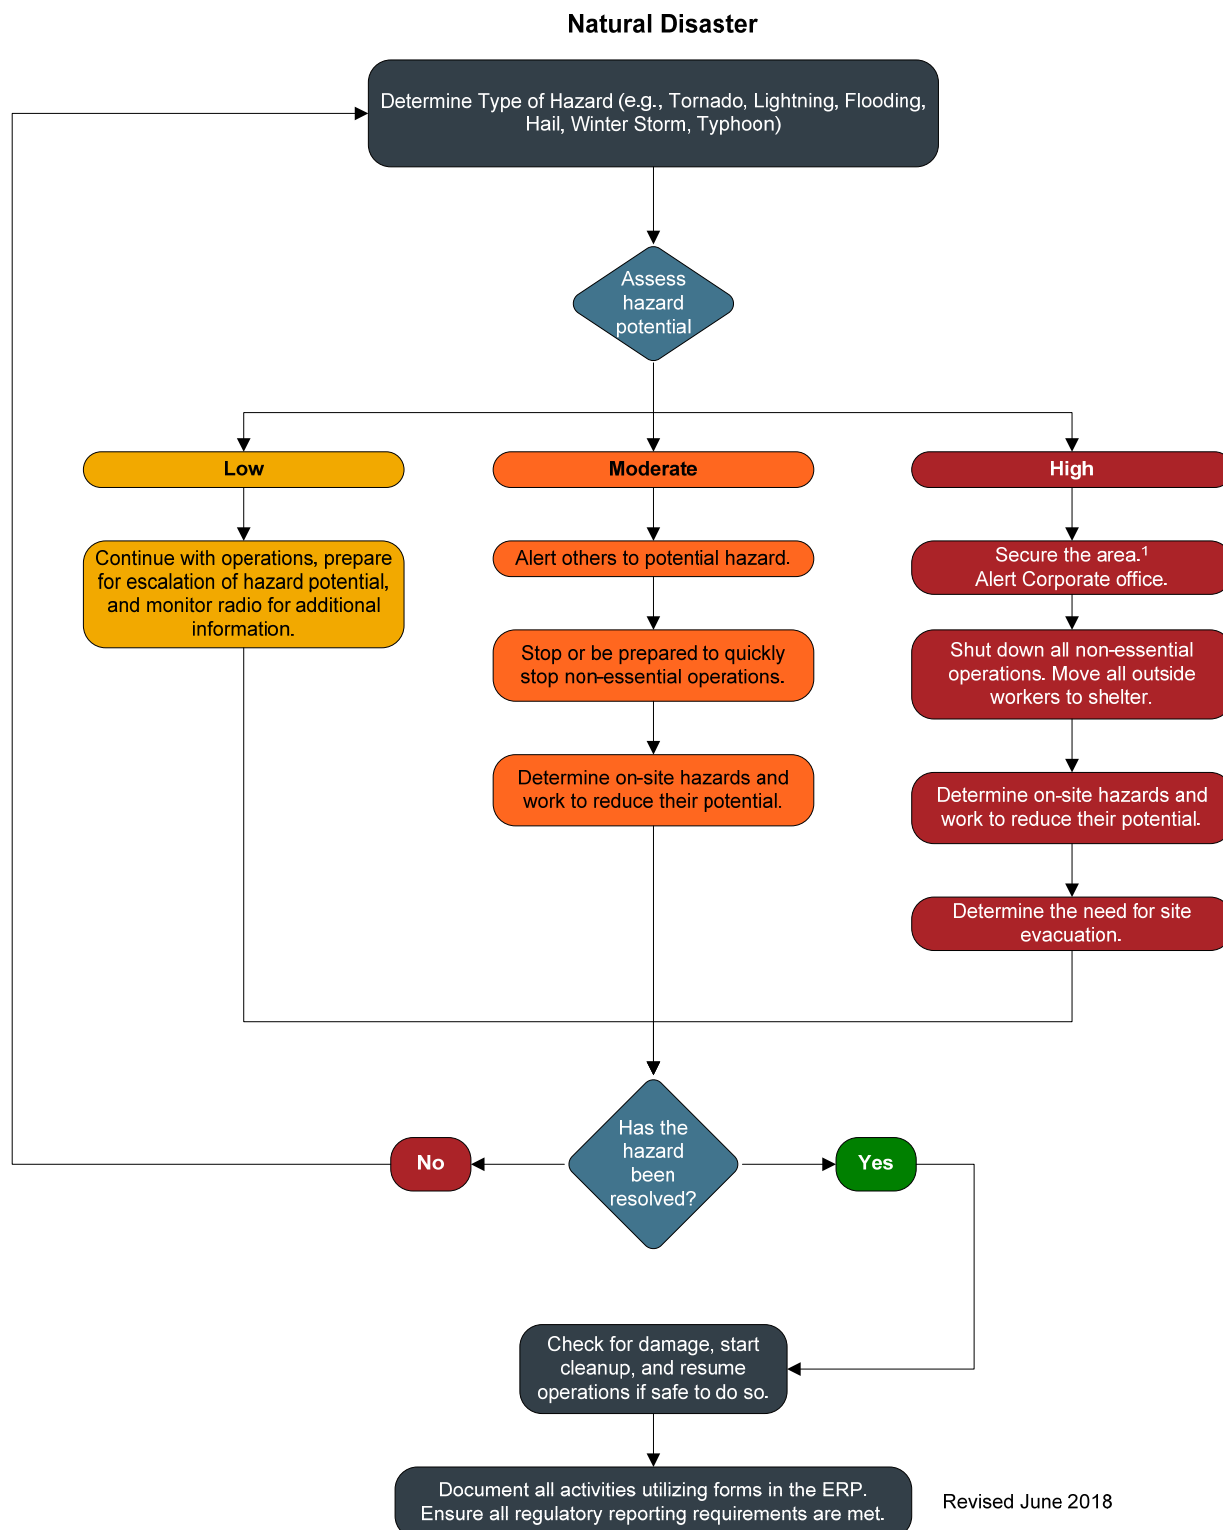 Natural Disaster
Determine Type of Hazard (e.g., Tornado, Lightning, Flooding,
Hail, Winter Storm, Typhoon)
Assess
hazard
potential
Low
Continue with operations, prepare
for escalation of hazard potential,
and monitor radio for additional
information.
Moderate
Alert others to potential hazard.
Stop or be prepared to quickly
stop non-essential operations.
Determine on-site hazards and
work to reduce their potential.
High
Secure the area.¹
Alert Corporate office.
Shut down all non-essential
operations. Move all outside
workers to shelter.
Determine on-site hazards and
work to reduce their potential.
Determine the need for site
evacuation.
Has the
hazard
been
resolved?
No
Yes
Check for damage, start
cleanup, and resume
operations if safe to do so.
Document all activities utilizing forms in the ERP.
Ensure all regulatory reporting requirements are met.
Revised June 2018